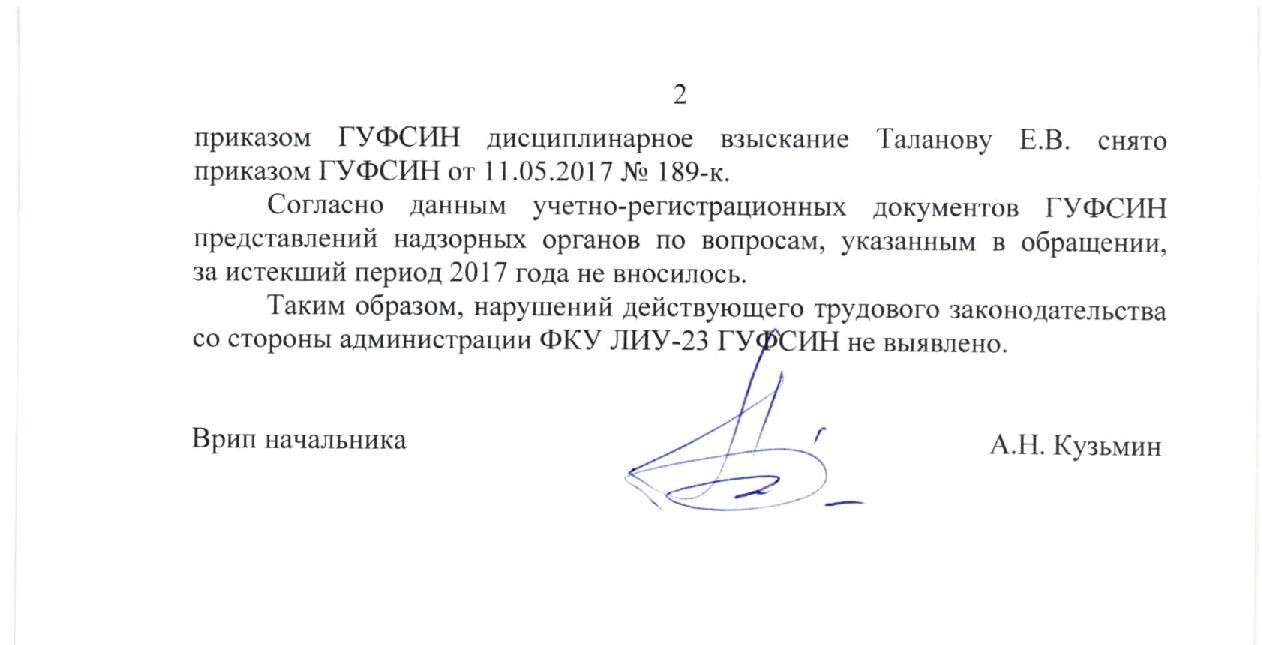 2
приказом ГУФСИН дисциплинарное взыскание Таланову Е.В. снято
приказом ГУФСИН от 11.05.2017 № 189-к.
Согласно данным учетно-регистрационных документов ГУФСИН
представлений надзорных органов по вопросам, указанным в обращении,
за истекший период 2017 года не вносилось.
Таким образом, нарушений действующего трудового законодательства
со стороны администрации ФКУ ЛИУ-23 ГУФСИН не выявлено.
Врип начальника А.Н. Кузьмин